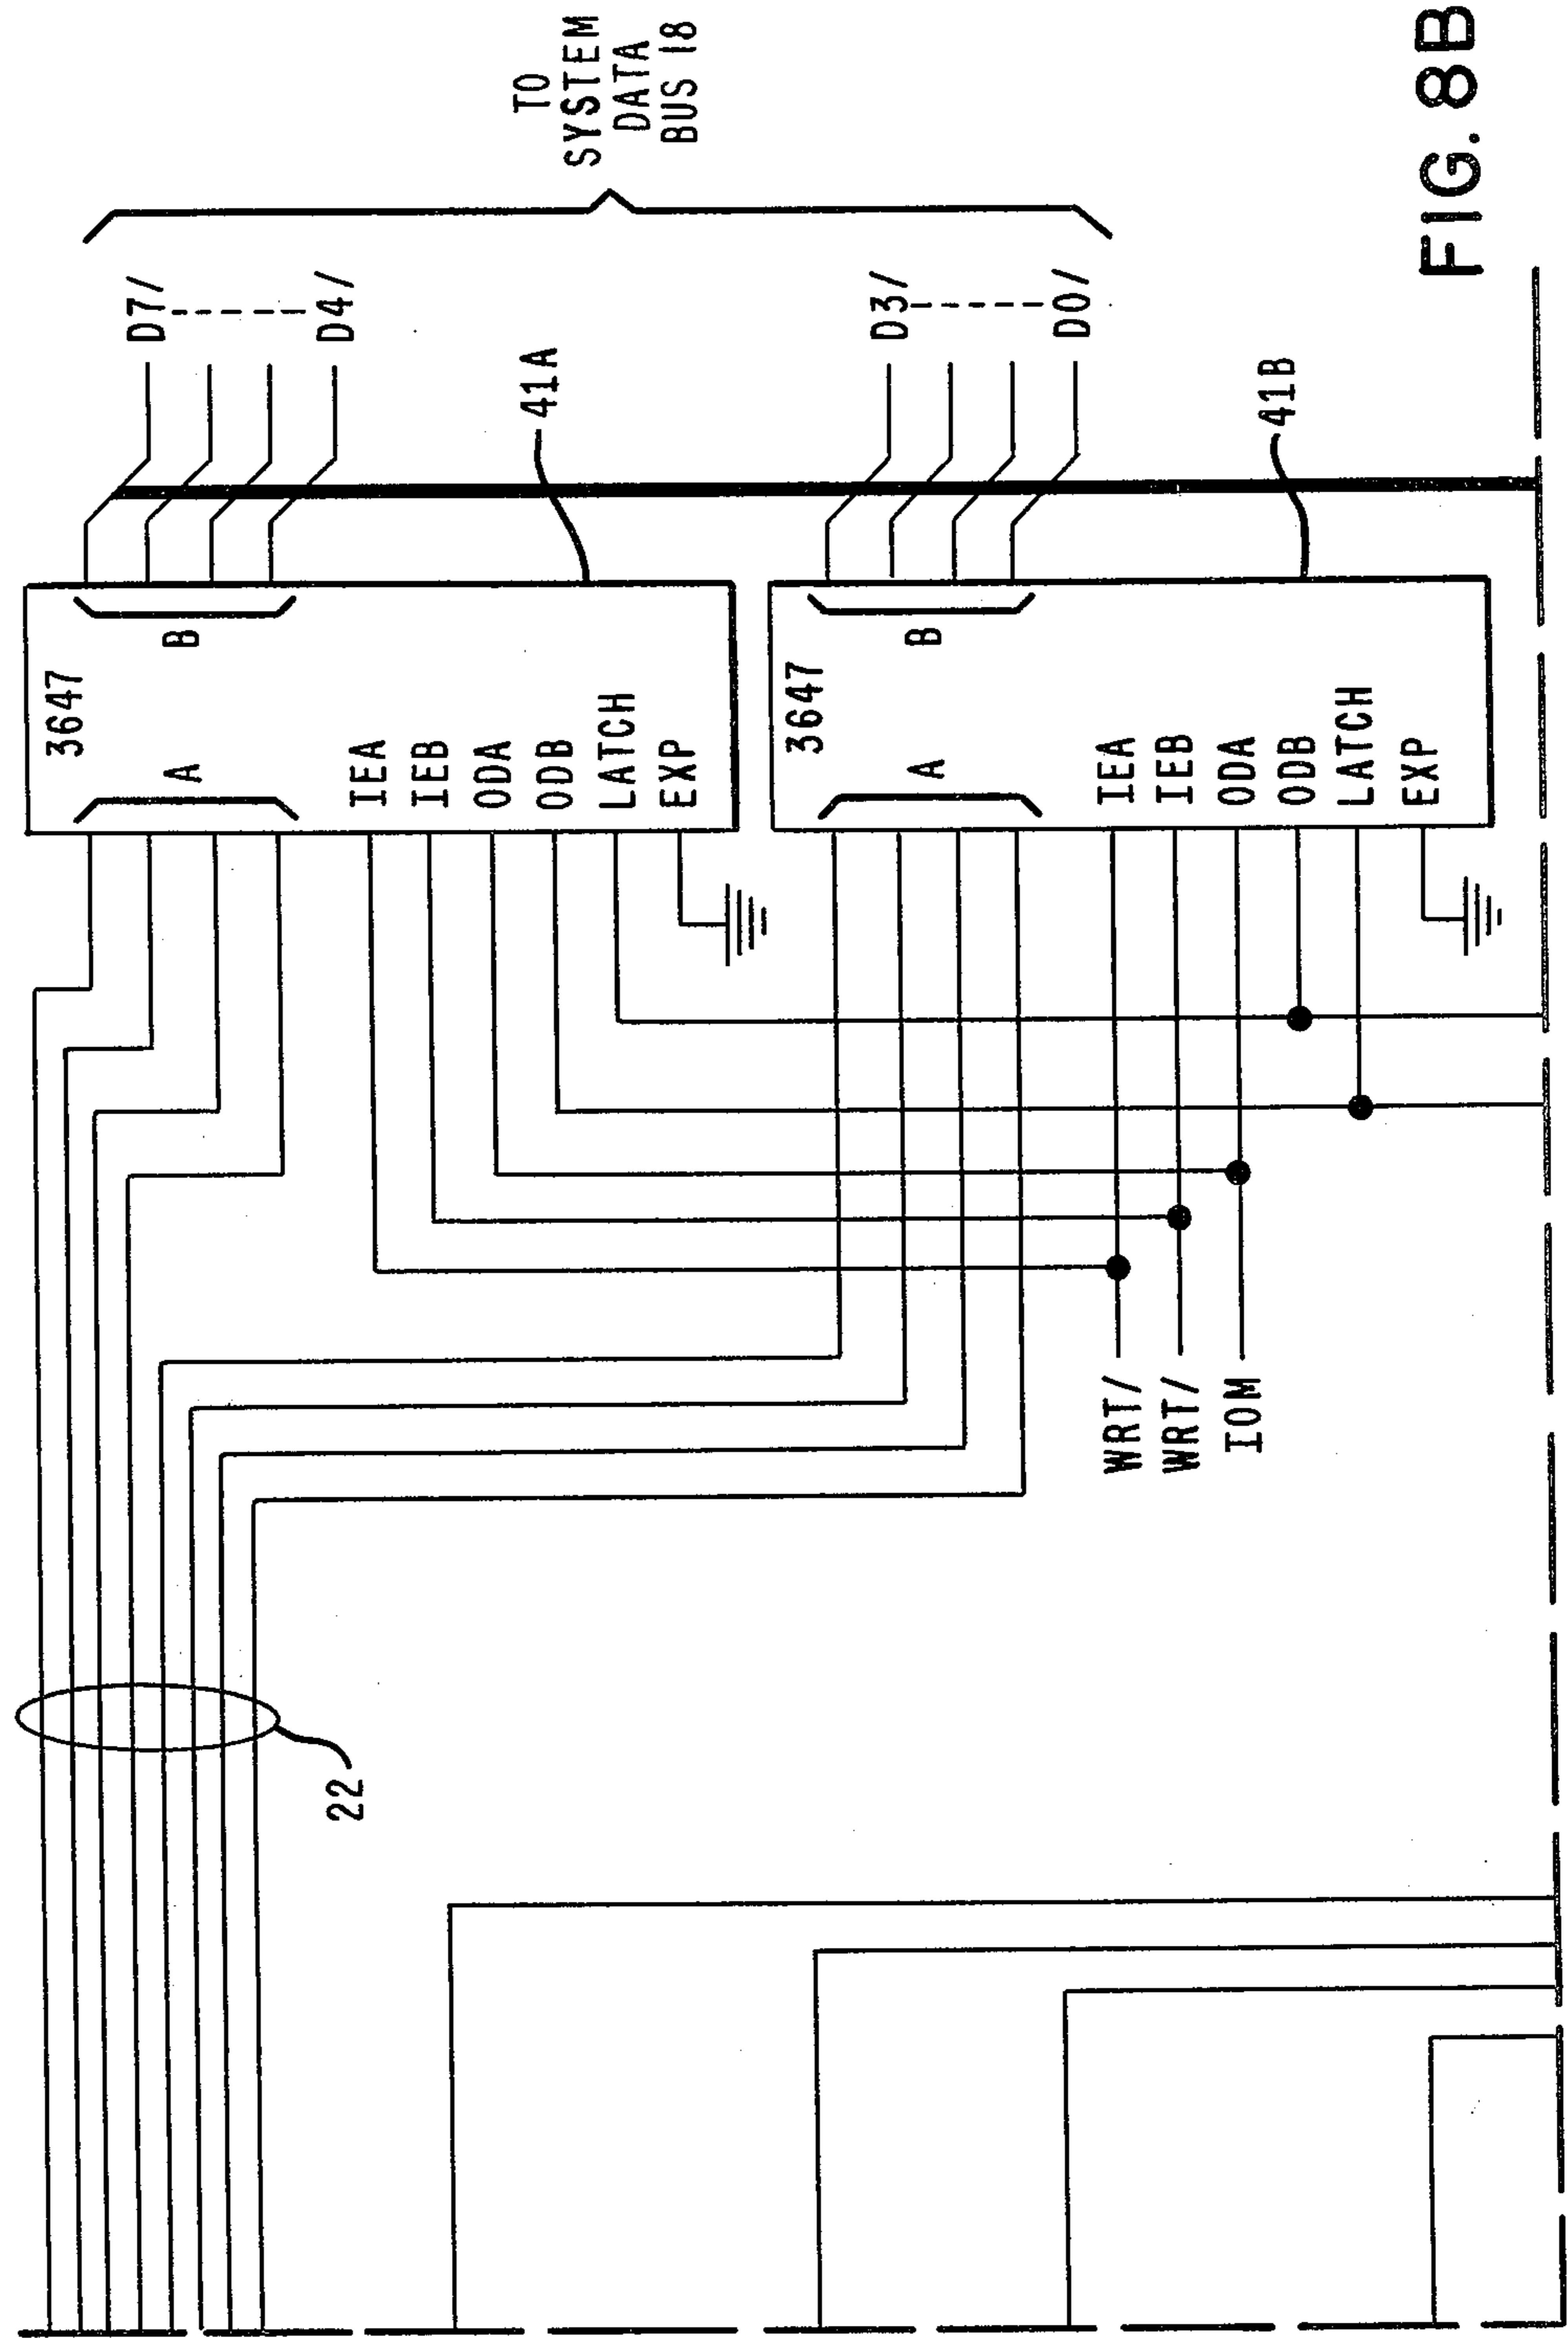 3647
A
B
IEA
IEB
ODA
ODB
LATCH
EXP
41A
D7/
D4/
TO
SYSTEM
DATA
BUS 18
22
3647
A
B
IEA
IEB
ODA
ODB
LATCH
EXP
41B
D3/
D0/
WRT/
WRT/
IOM
FIG. 8B